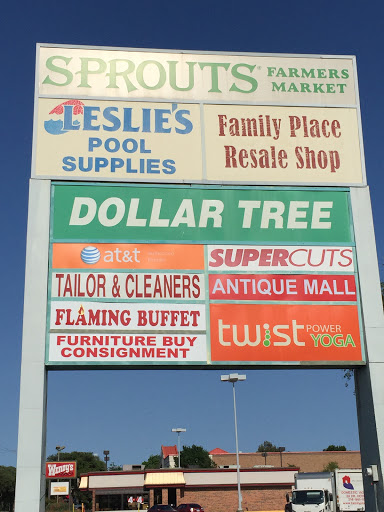 SPROUTS FARMERS
MARKET
LESLIE'S
POOL
SUPPLIES
Family Place
Resale Shop
DOLLAR TREE
at&t
SUPERCUTS
TAILOR & CLEANERS
ANTIQUE MALL
FLAMING BUFFET
twist POWER
YOGA
FURNITURE BUY
CONSIGNMENT
Wendy's